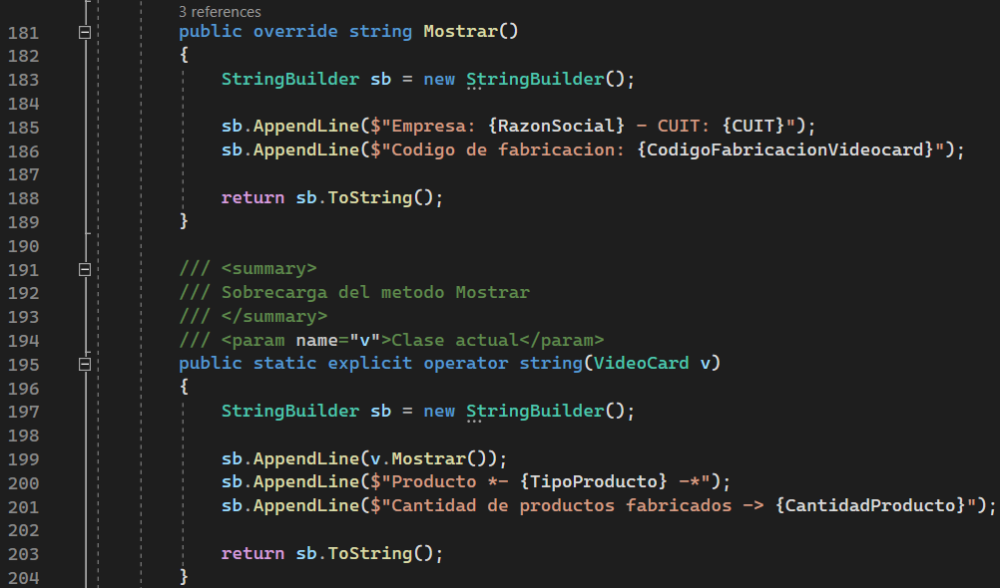 3 references
181 public override string Mostrar()
182 {
183 StringBuilder sb = new StringBuilder();
184
185 sb.AppendLine($"Empresa: {RazonSocial} - CUIT: {CUIT}");
186 sb.AppendLine($"Codigo de fabricacion: {CodigoFabricacionVideocard}");
187
188 return sb.ToString();
189 }
190
191 /// <summary>
192 /// Sobrecarga del metodo Mostrar
193 /// </summary>
194 /// <param name="v">Clase actual</param>
195 public static explicit operator string(VideoCard v)
196 {
197 StringBuilder sb = new StringBuilder();
198
199 sb.AppendLine(v.Mostrar());
200 sb.AppendLine($"Producto *- {TipoProducto} -*");
201 sb.AppendLine($"Cantidad de productos fabricados -> {CantidadProducto}");
202
203 return sb.ToString();
204 }